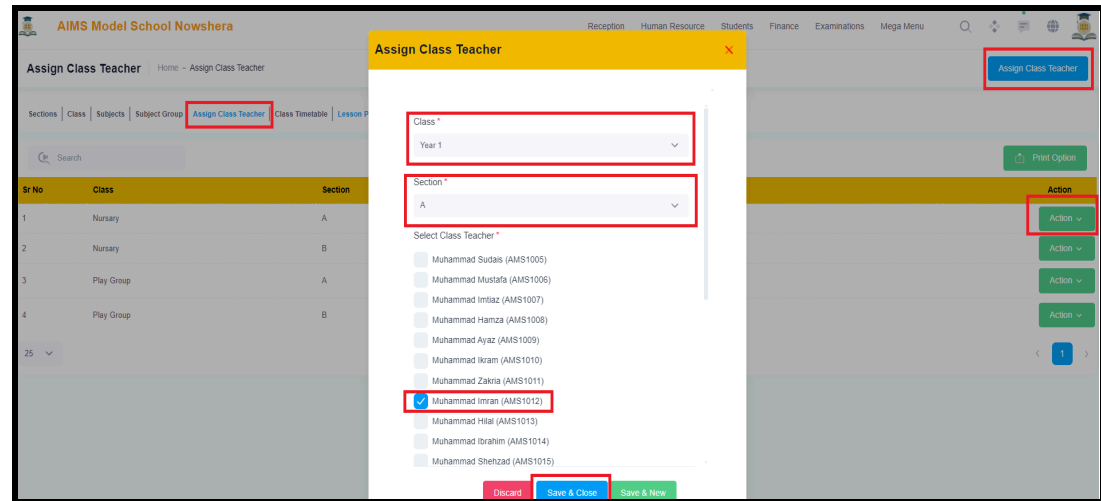 AIMS Model School Nowshera
Reception Human Resource Students Finance Examinations Mega Menu
Assign Class Teacher
Assign Class Teacher Home - Assign Class Teacher
Assign Class Teacher
Sections Class Subjects Subject Group Assign Class Teacher Class Timetable Lesson P
Class *
Year 1
Search
Print Option
Section *
Sr No Class Section Action
A
1 Nursary A Action
Select Class Teacher *
2 Nursary B Action
Muhammad Sudais (AMS1005)
3 Play Group A Action
Muhammad Mustafa (AMS1006)
Muhammad Imtiaz (AMS1007)
4 Play Group B Action
Muhammad Hamza (AMS1008)
Muhammad Ayaz (AMS1009)
25 1
Muhammad Ikram (AMS1010)
Muhammad Zakria (AMS1011)
Muhammad Imran (AMS1012)
Muhammad Hilal (AMS1013)
Muhammad Ibrahim (AMS1014)
Muhammad Shehzad (AMS1015)
Discard Save & Close Save & New